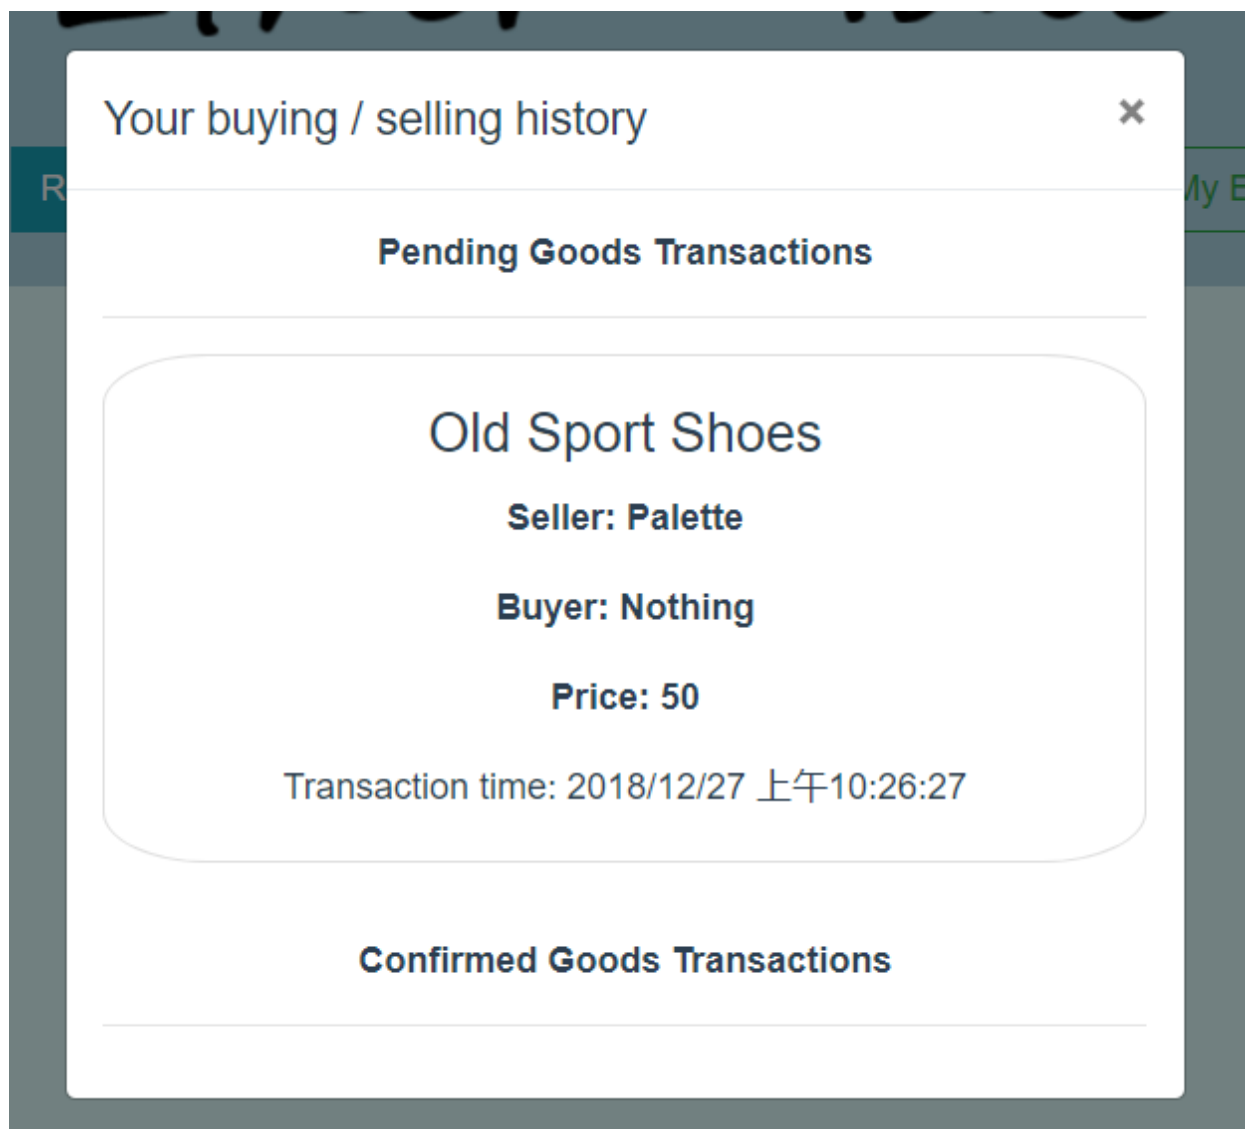 Your buying / selling history
×
R
My
Pending Goods Transactions
Old Sport Shoes
Seller: Palette
Buyer: Nothing
Price: 50
Transaction time: 2018/12/27 上午10:26:27
Confirmed Goods Transactions